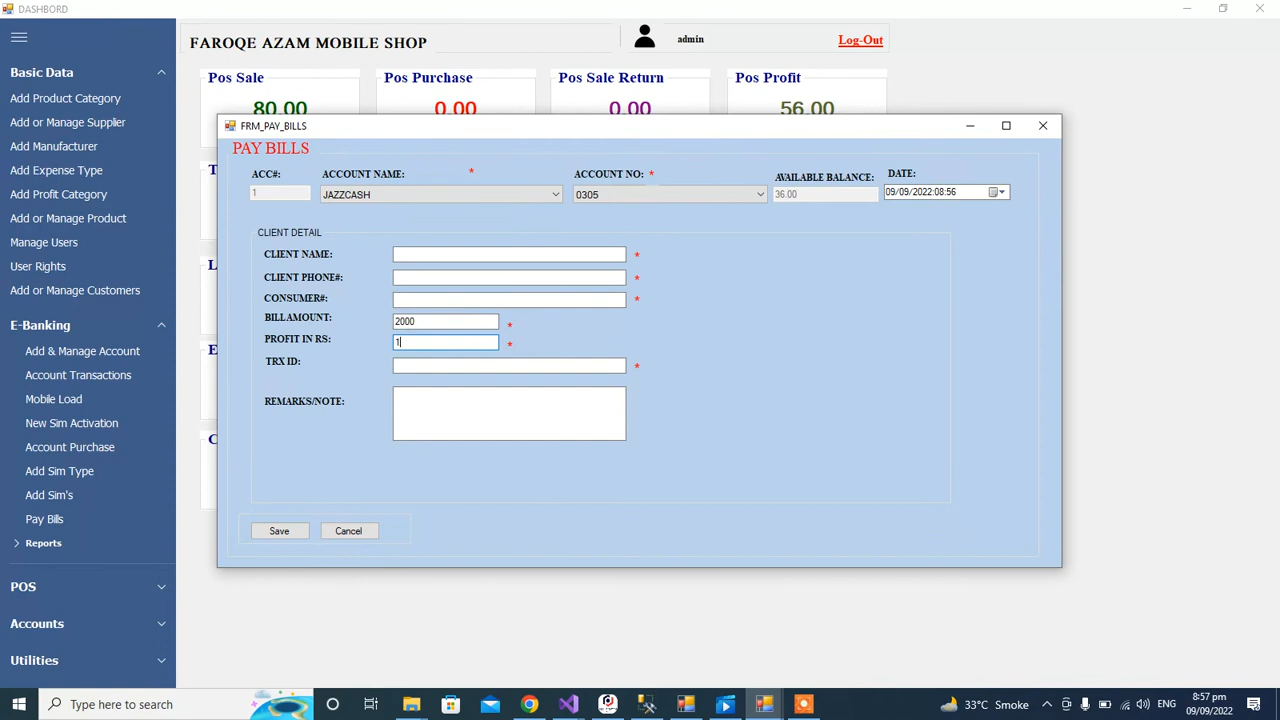 DASHBORD
FAROQE AZAM MOBILE SHOP
admin
Log-Out
Basic Data
Add Product Category
Add or Manage Supplier
Add Manufacturer
Add Expense Type
Add Profit Category
Add or Manage Product
Manage Users
User Rights
Add or Manage Customers
E-Banking
Add & Manage Account
Account Transactions
Mobile Load
New Sim Activation
Account Purchase
Add Sim Type
Add Sim's
Pay Bills
Reports
POS
Accounts
Utilities
Pos Sale Pos Purchase Pos Sale Return Pos Profit
80.00 0.00 0.00 56.00
T
L
E
C
FRM_PAY_BILLS
PAY BILLS
ACC#: ACCOUNT NAME: * ACCOUNT NO: * AVAILABLE BALANCE: DATE:
1 JAZZCASH 0305 36.00 09/09/2022:08:56
CLIENT DETAIL
CLIENT NAME: *
CLIENT PHONE#: *
CONSUMER#: *
BILLAMOUNT: 2000 *
PROFIT IN RS: 1 *
TRX ID: *
REMARKS/NOTE:
Save Cancel
Type here to search
33°C Smoke
ENG
8:57 pm
09/09/2022